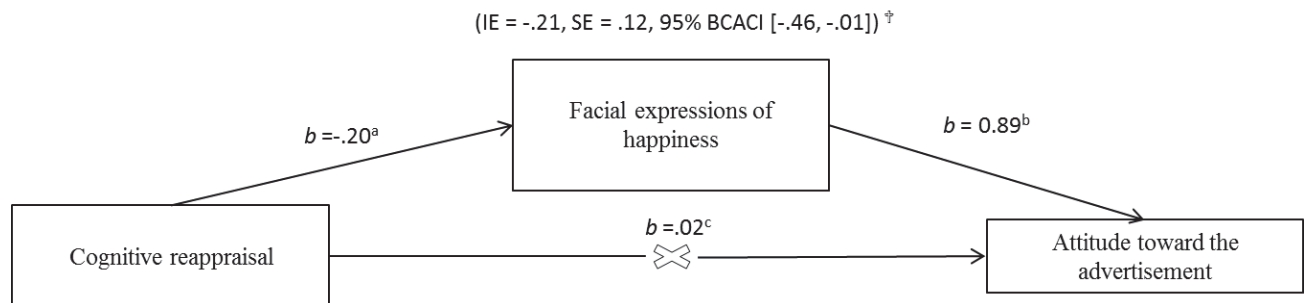 (IE = -.21, SE = .12, 95% BCACI [-.46, -.01]) †
Facial expressions of
happiness
b =-.20ᵃ
b = 0.89ᵇ
Cognitive reappraisal
b =.02ᶜ
Attitude toward the
advertisement